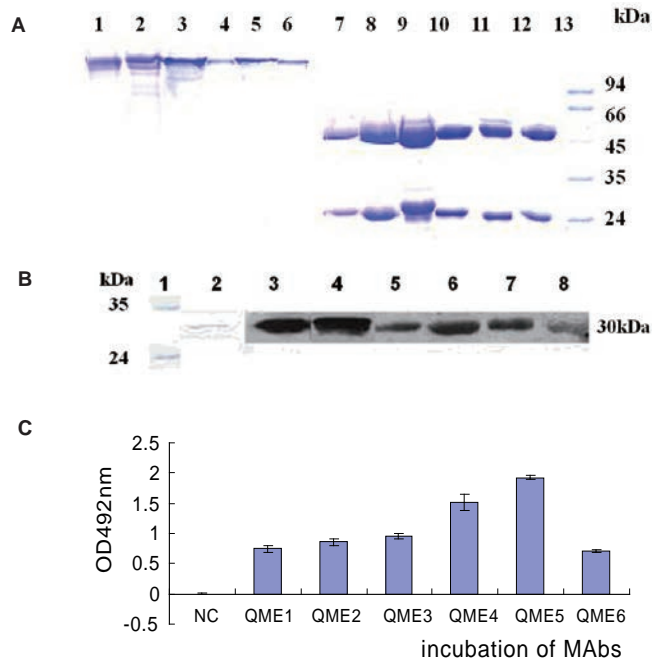 A
1 2 3 4 5 6 7 8 9 10 11 12 13 kDa
94
66
45
35
24
B
kDa 1 2 3 4 5 6 7 8
35
24
30kDa
C
2.5
2
1.5
1
0.5
0
-0.5
OD492nm
NC QME1 QME2 QME3 QME4 QME5 QME6
incubation of MAbs